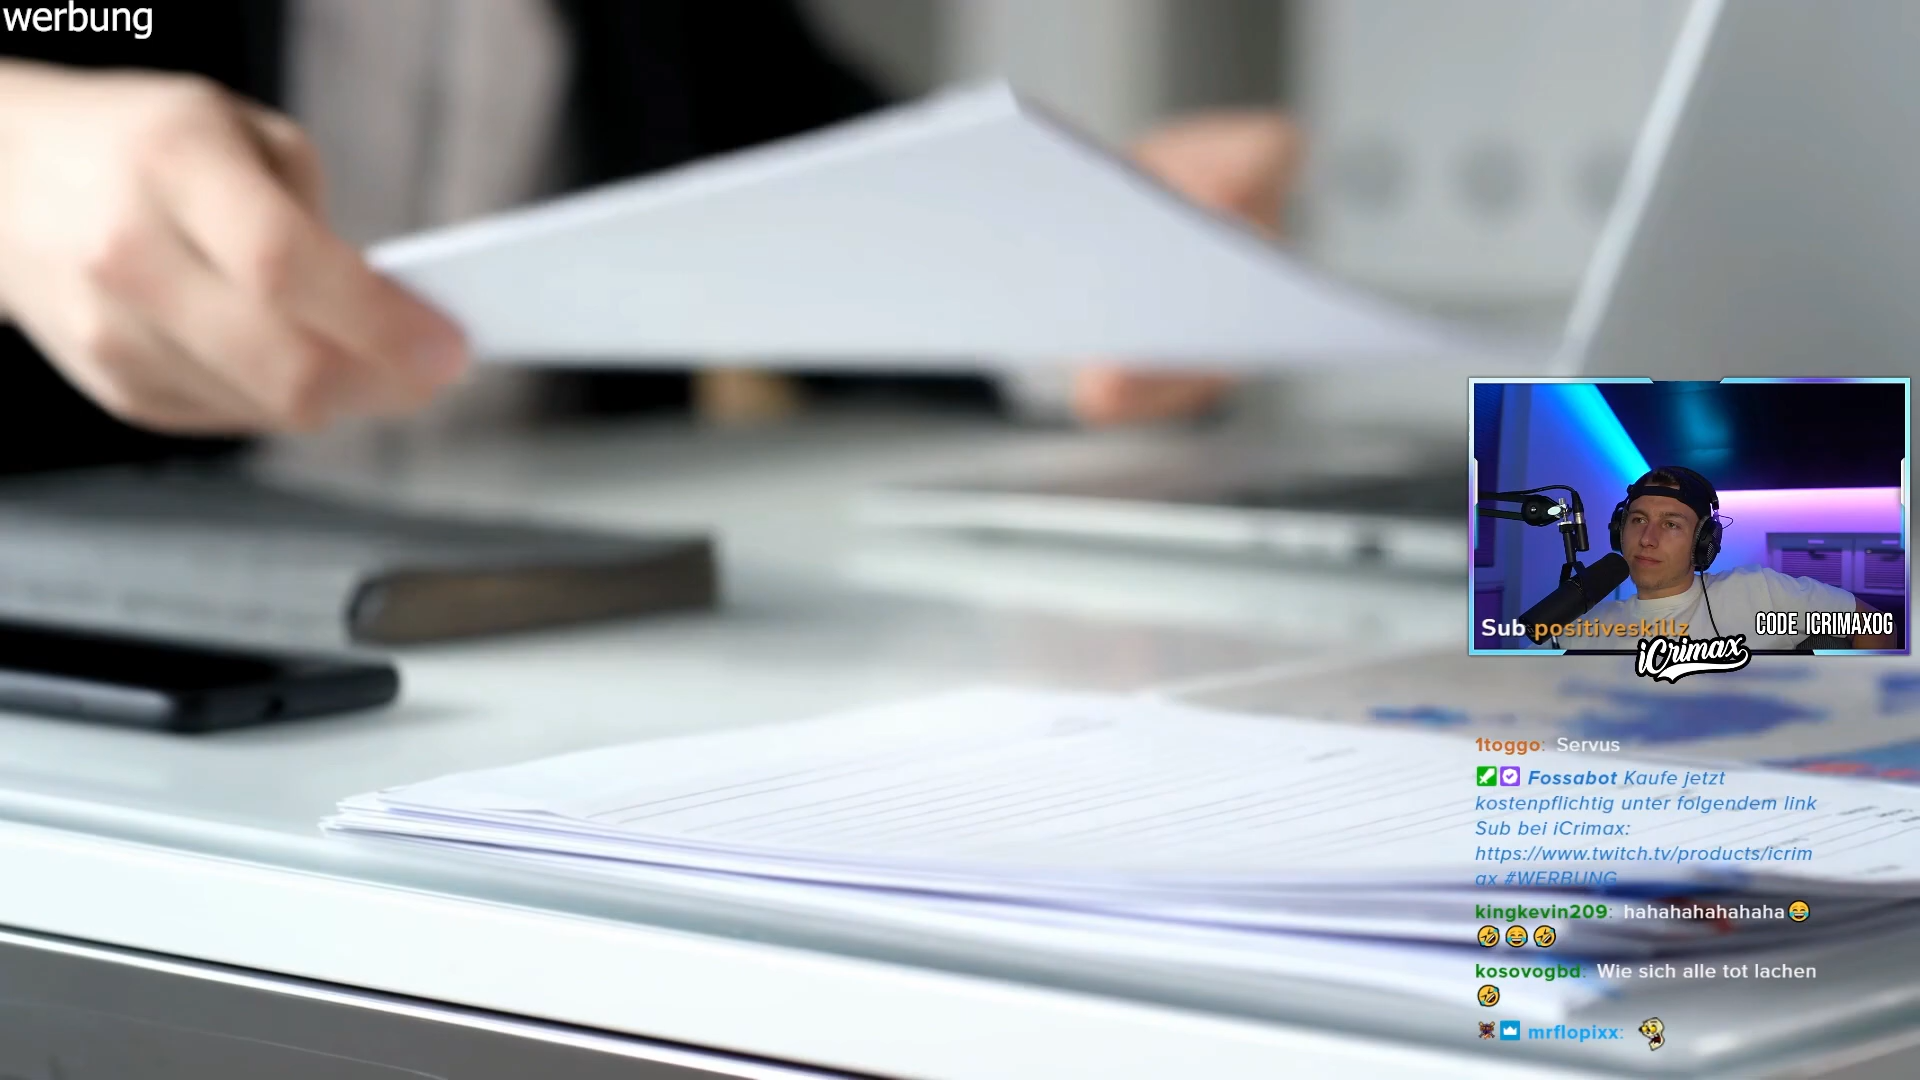 werbung
Sub positiveskillz
CODE ICRIMAXOG
iCrimax
1toggo: Servus
Fossabot Kaufe jetzt
kostenpflichtig unter folgendem link
Sub bei iCrimax:
https://www.twitch.tv/products/icrim
ax #WERBUNG
kingkevin209: hahahahahahaha😂
🤣😂🤣
kosovogbd: Wie sich alle tot lachen
🤣
mrflopixx: